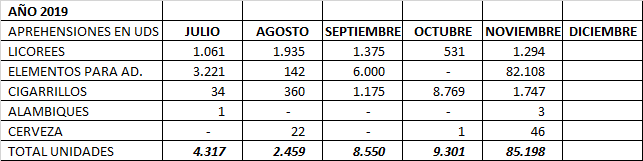 AÑO 2019
APREHENSIONES EN UDS JULIO AGOSTO SEPTIEMBRE OCTUBRE NOVIEMBRE DICIEMBRE
LICOREES 1.061 1.935 1.375 531 1.294
ELEMENTOS PARA AD. 3.221 142 6.000 - 82.108
CIGARRILLOS 34 360 1.175 8.769 1.747
ALAMBIQUES 1 - - - 3
CERVEZA - 22 - 1 46
TOTAL UNIDADES 4.317 2.459 8.550 9.301 85.198